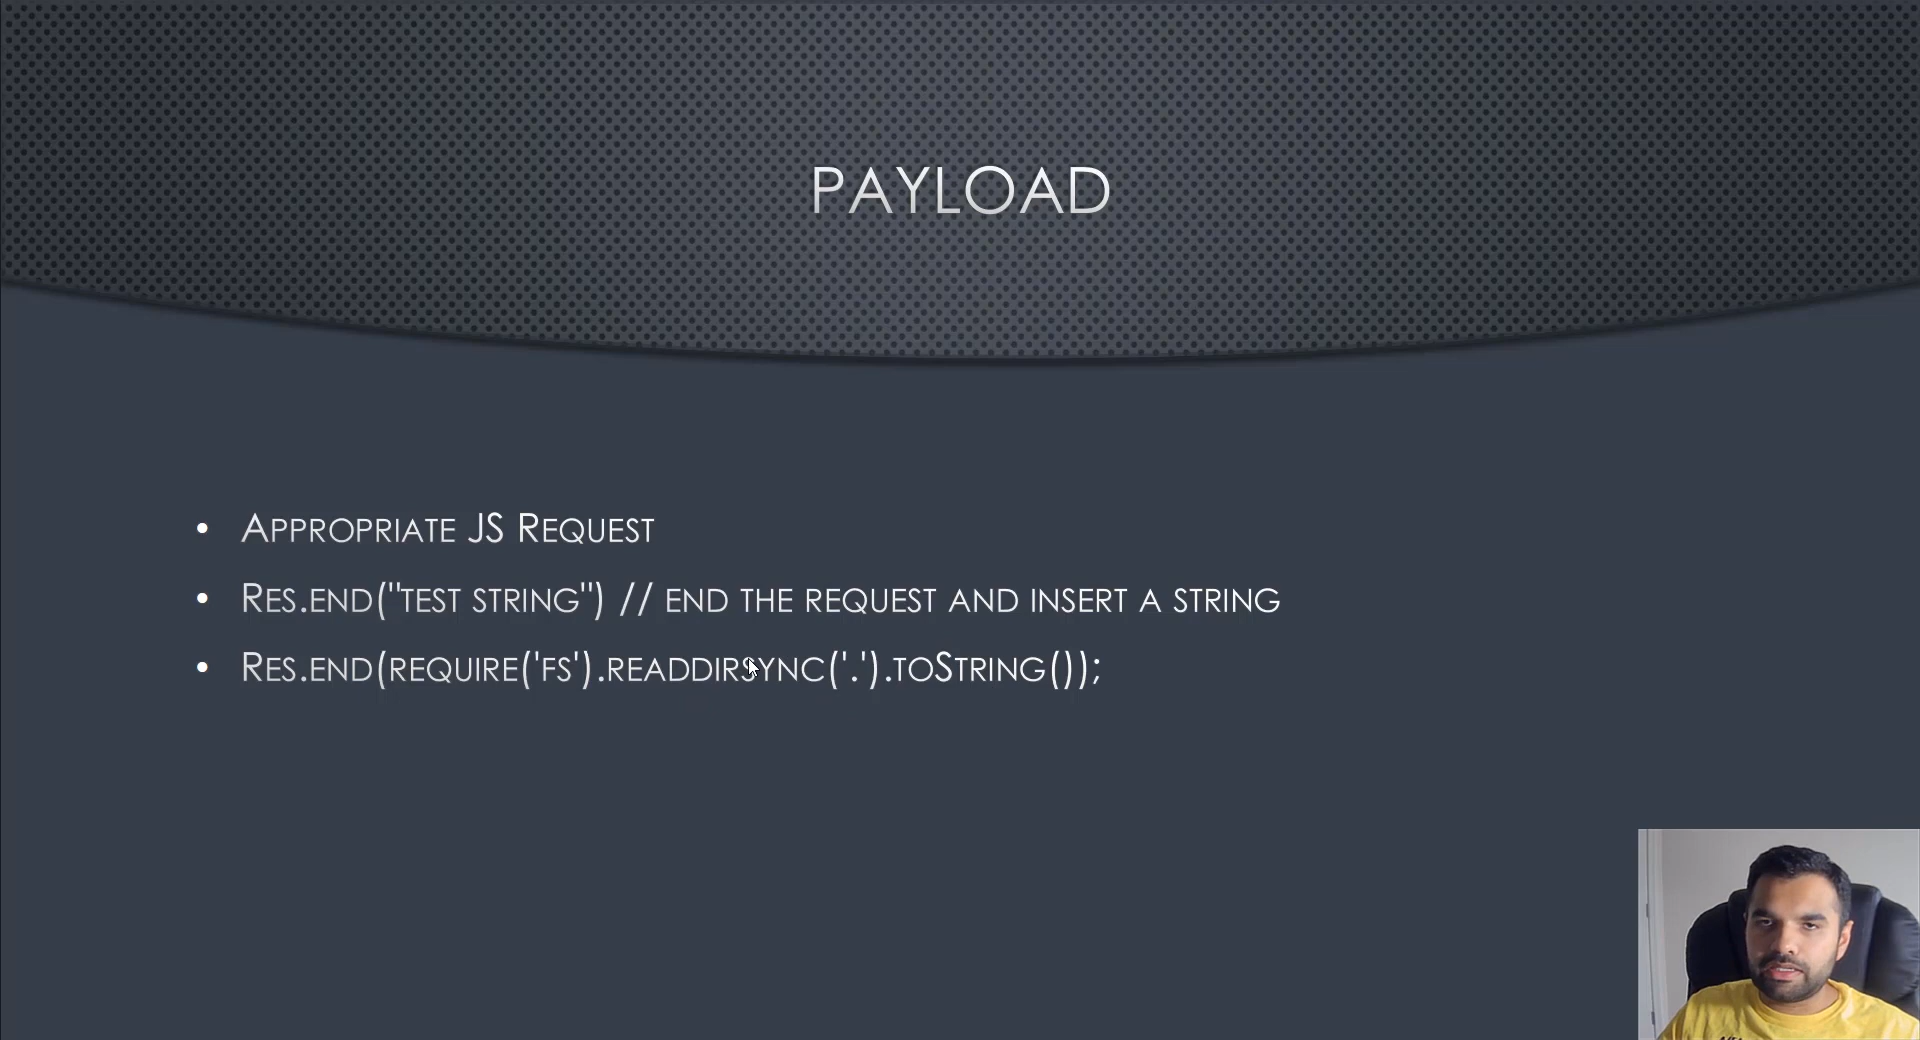 PAYLOAD
• APPROPRIATE JS REQUEST
• RES.END("TEST STRING") // END THE REQUEST AND INSERT A STRING
• RES.END(REQUIRE('FS').READDIRSYNC('.').TOSTRING());